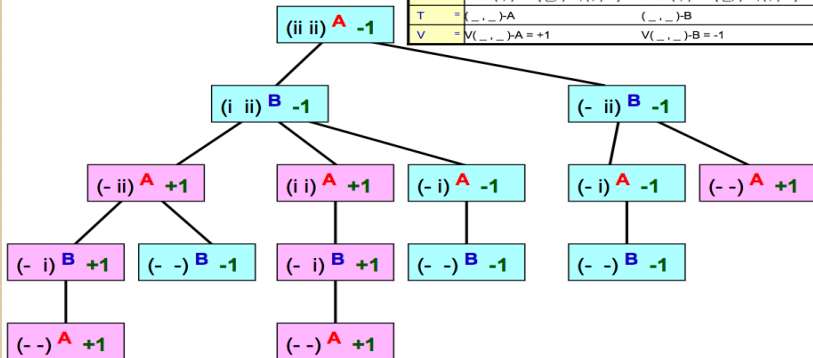 T = ( _ , _ )-A ( _ , _ )-B
V = V( _ , _ )-A = +1 V( _ , _ )-B = -1
(ii ii) A -1
(i ii) B -1
(- ii) B -1
(- ii) A +1
(i i) A +1
(- i) A -1
(- i) A -1
(- -) A +1
(- i) B +1
(- -) B -1
(- i) B +1
(- -) B -1
(- -) B -1
(- -) A +1
(- -) A +1